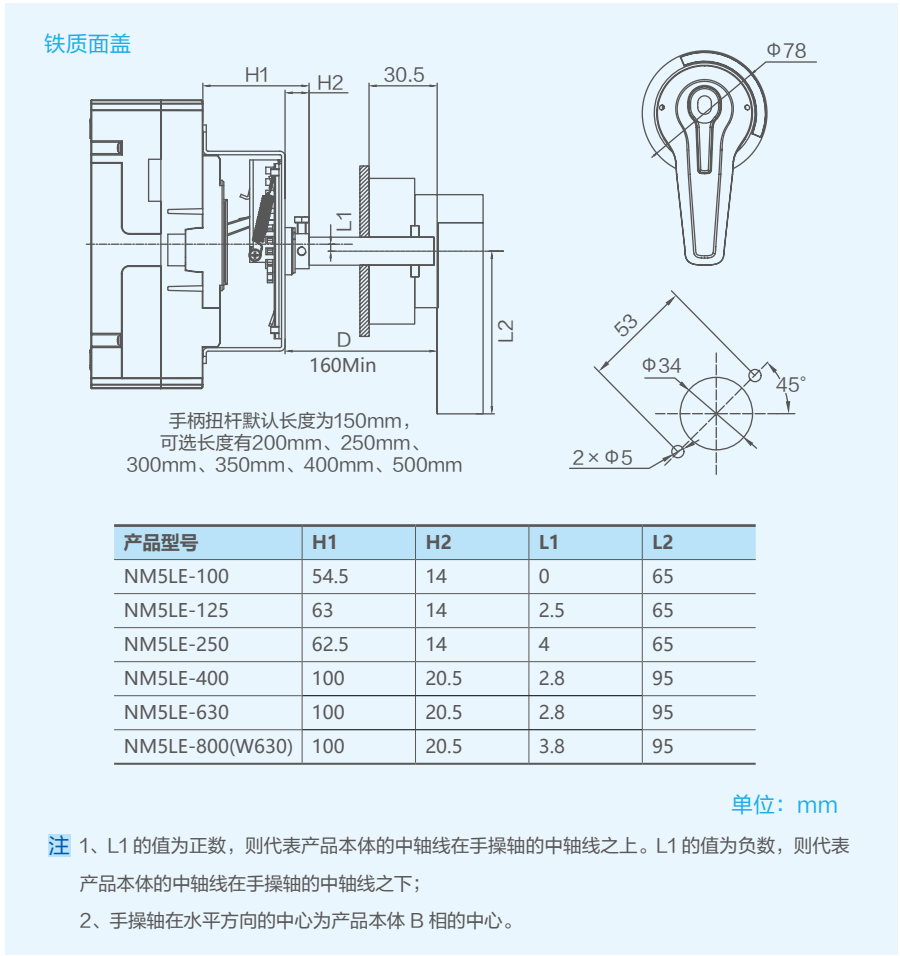 铁质面盖
Φ78
H1
H2
30.5
L1
L2
D
160Min
手柄扭杆默认长度为150mm，
可选长度有200mm、250mm、
300mm、350mm、400mm、500mm
53
Φ34
45°
2×Φ5
产品型号 H1 H2 L1 L2
NM5LE-100 54.5 14 0 65
NM5LE-125 63 14 2.5 65
NM5LE-250 62.5 14 4 65
NM5LE-400 100 20.5 2.8 95
NM5LE-630 100 20.5 2.8 95
NM5LE-800(W630) 100 20.5 3.8 95
单位：mm
注 1、L1 的值为正数，则代表产品本体的中轴线在手操轴的中轴线之上。L1 的值为负数，则代表
产品本体的中轴线在手操轴的中轴线之下；
2、手操轴在水平方向的中心为产品本体 B 相的中心。